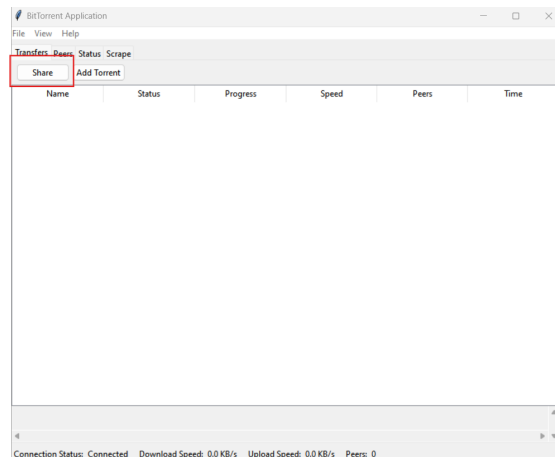 BitTorrent Application
File View Help
Transfers Peers Status Scrape
Share Add Torrent
Name Status Progress Speed Peers Time
Connection Status: Connected Download Speed: 0.0 KB/s Upload Speed: 0.0 KB/s Peers: 0